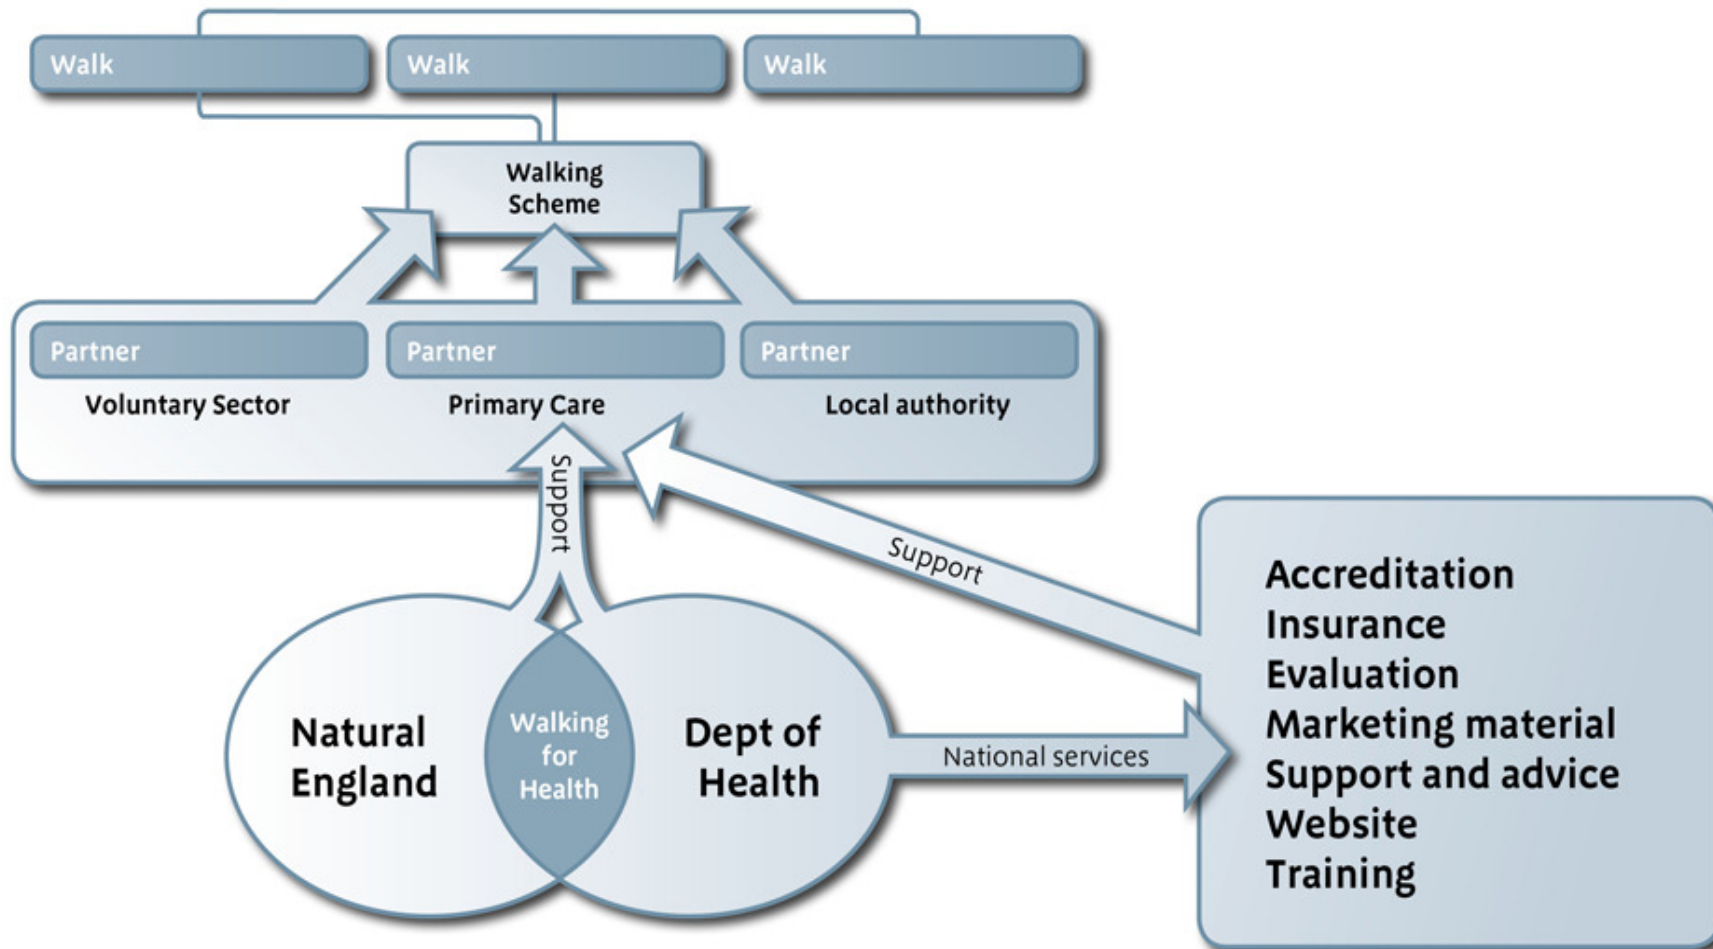 Walk
Walk
Walk
Walking
Scheme
Partner
Partner
Partner
Voluntary Sector
Primary Care
Local authority
Support
Support
Natural
England
Walking
for
Health
Dept of
Health
National services
Accreditation
Insurance
Evaluation
Marketing material
Support and advice
Website
Training